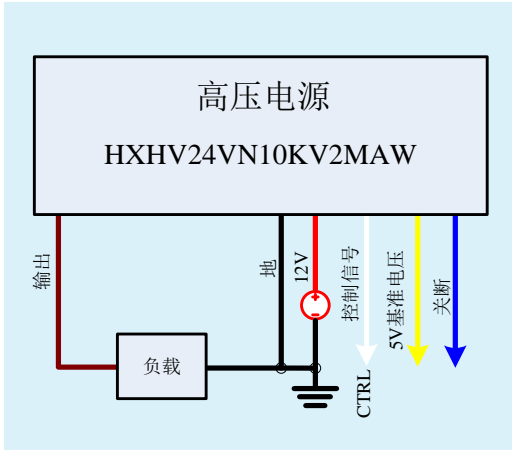 高压电源
HXHV24VN10KV2MAW
输出
地
12V
控制信号
5V基准电压
关断
负载
CTRL